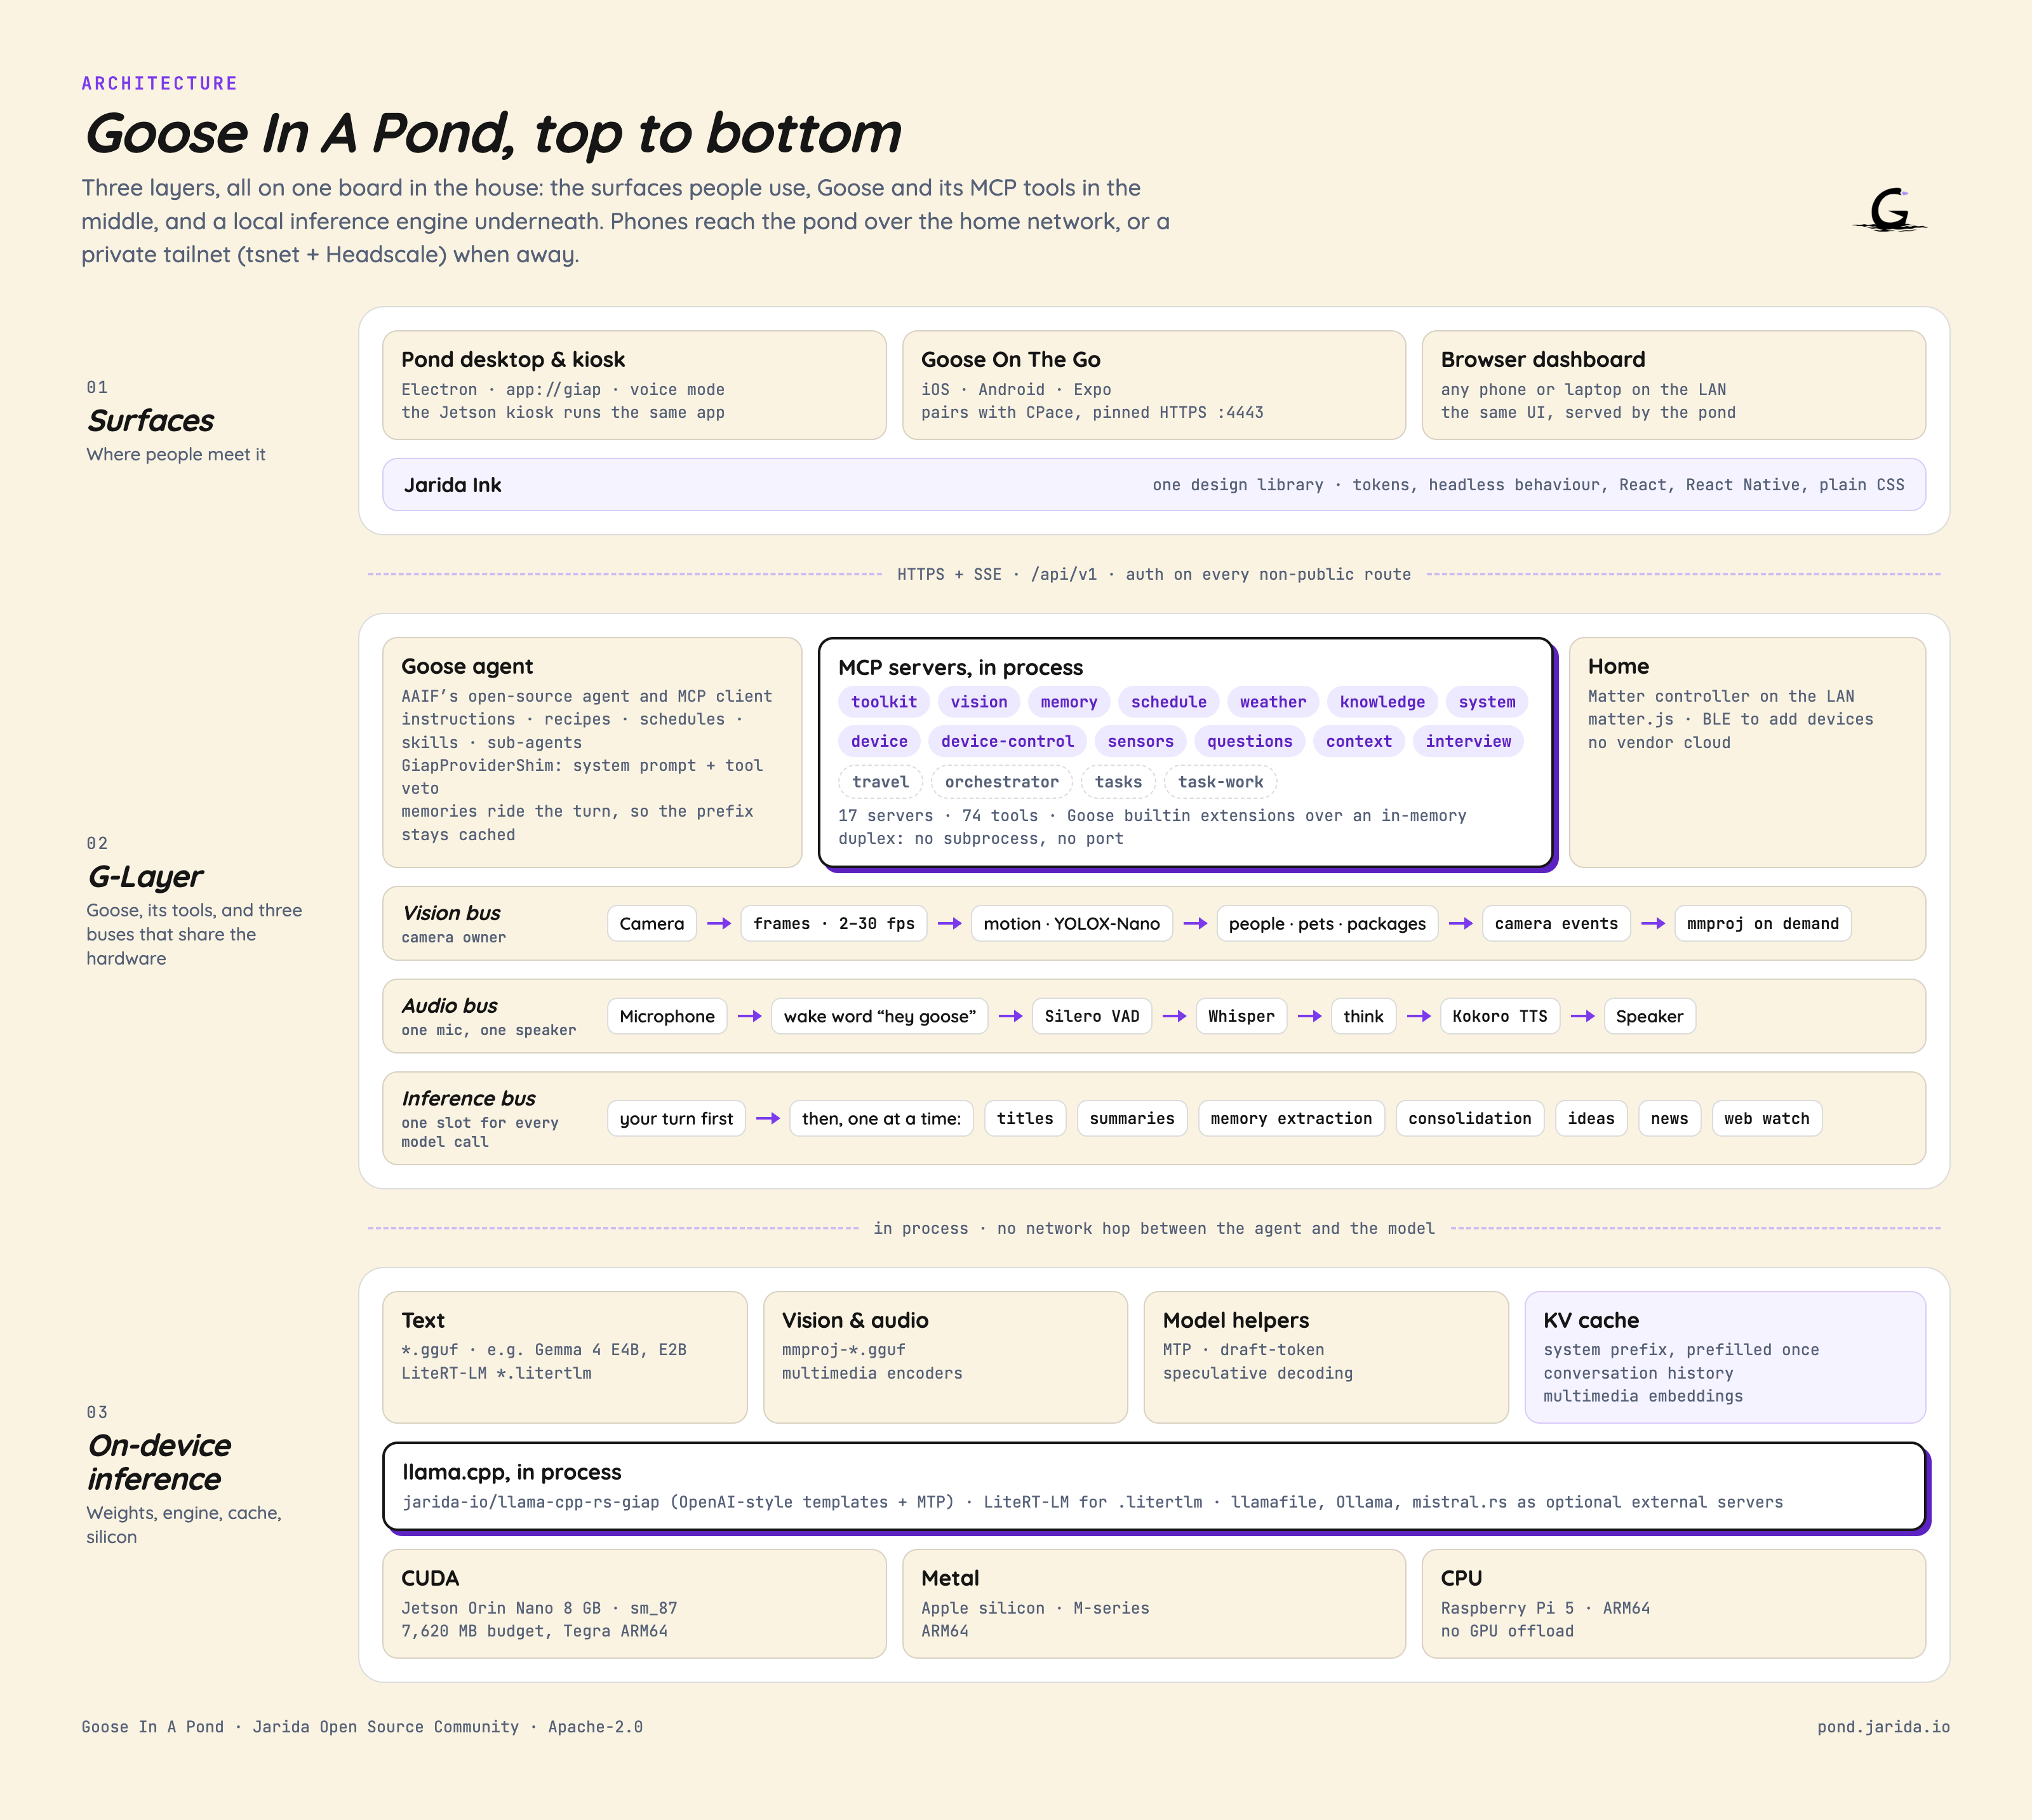 ARCHITECTURE
Goose In A Pond, top to bottom
Three layers, all on one board in the house: the surfaces people use, Goose and its MCP tools in the
middle, and a local inference engine underneath. Phones reach the pond over the home network, or a
private tailnet (tsnet + Headscale) when away.
G
01
Surfaces
Where people meet it
Pond desktop & kiosk
Electron · app://giap · voice mode
the Jetson kiosk runs the same app
Goose On The Go
iOS · Android · Expo
pairs with CPace, pinned HTTPS :4443
Browser dashboard
any phone or laptop on the LAN
the same UI, served by the pond
Jarida Ink
one design library · tokens, headless behaviour, React, React Native, plain CSS
HTTPS + SSE · /api/v1 · auth on every non-public route
02
G-Layer
Goose, its tools, and three
buses that share the
hardware
Goose agent
AAIF’s open-source agent and MCP client
instructions · recipes · schedules ·
skills · sub-agents
GiapProviderShim: system prompt + tool
veto
memories ride the turn, so the prefix
stays cached
MCP servers, in process
toolkit vision memory schedule weather knowledge system
device device-control sensors questions context interview
travel orchestrator tasks task-work
17 servers · 74 tools · Goose builtin extensions over an in-memory
duplex: no subprocess, no port
Home
Matter controller on the LAN
matter.js · BLE to add devices
no vendor cloud
Vision bus
camera owner
Camera → frames · 2–30 fps → motion · YOLOX-Nano → people · pets · packages → camera events → mmproj on demand
Audio bus
one mic, one speaker
Microphone → wake word “hey goose” → Silero VAD → Whisper → think → Kokoro TTS → Speaker
Inference bus
one slot for every
model call
your turn first → then, one at a time: titles summaries memory extraction consolidation ideas news web watch
in process · no network hop between the agent and the model
03
On-device
inference
Weights, engine, cache,
silicon
Text
*.gguf · e.g. Gemma 4 E4B, E2B
LiteRT-LM *.litertlm
Vision & audio
mmproj-*.gguf
multimedia encoders
Model helpers
MTP · draft-token
speculative decoding
KV cache
system prefix, prefilled once
conversation history
multimedia embeddings
llama.cpp, in process
jarida-io/llama-cpp-rs-giap (OpenAI-style templates + MTP) · LiteRT-LM for .litertlm · llamafile, Ollama, mistral.rs as optional external servers
CUDA
Jetson Orin Nano 8 GB · sm_87
7,620 MB budget, Tegra ARM64
Metal
Apple silicon · M-series
ARM64
CPU
Raspberry Pi 5 · ARM64
no GPU offload
Goose In A Pond · Jarida Open Source Community · Apache-2.0
pond.jarida.io